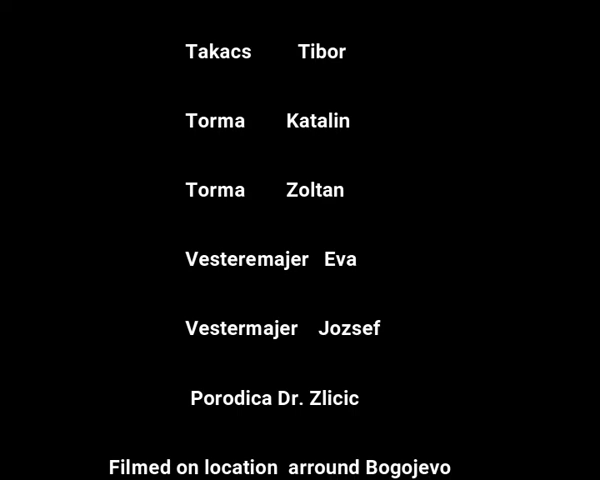 Takacs Tibor
Torma Katalin
Torma Zoltan
Vesteremajer Eva
Vestermajer Jozsef
Porodica Dr. Zlicic
Filmed on location arround Bogojevo